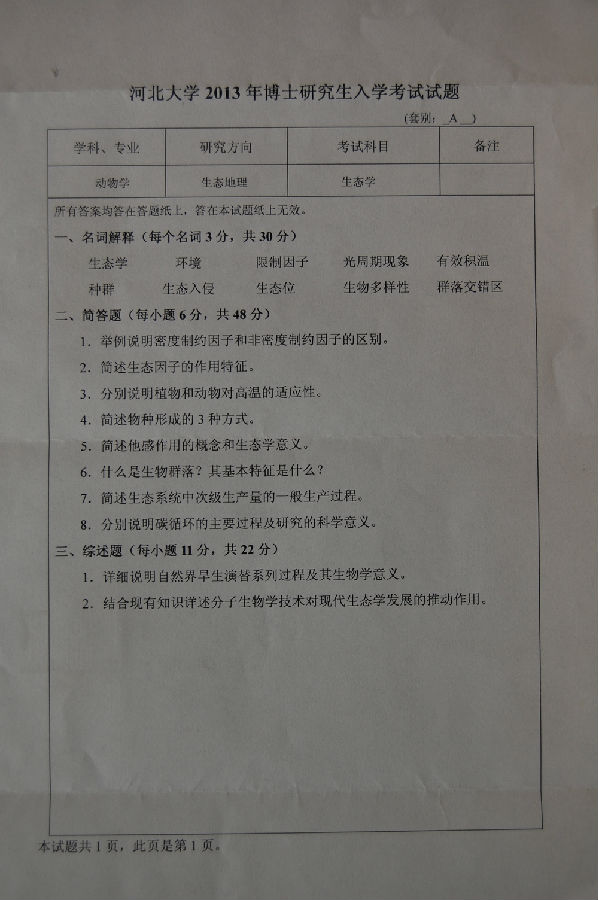 河北大学 2013 年博士研究生入学考试试题
(套别：_A__)
学科、专业 研究方向 考试科目 备注
动物学 生态地理 生态学
所有答案均答在答题纸上，答在本试题纸上无效。
一、名词解释（每个名词 3 分，共 30 分）
生态学 环境 限制因子 光周期现象 有效积温
种群 生态入侵 生态位 生物多样性 群落交错区
二、简答题（每小题 6 分，共 48 分）
1．举例说明密度制约因子和非密度制约因子的区别。
2．简述生态因子的作用特征。
3．分别说明植物和动物对高温的适应性。
4．简述物种形成的 3 种方式。
5．简述他感作用的概念和生态学意义。
6．什么是生物群落？其基本特征是什么？
7．简述生态系统中次级生产量的一般生产过程。
8．分别说明碳循环的主要过程及研究的科学意义。
三、综述题（每小题 11 分，共 22 分）
1．详细说明自然界旱生演替系列过程及其生物学意义。
2．结合现有知识详述分子生物学技术对现代生态学发展的推动作用。
本试题共 1 页，此页是第 1 页。